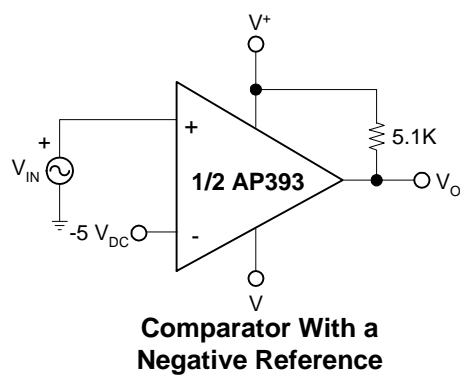 V+
+
+
5.1K
VIN
1/2 AP393
VO
-5 VDC
-
V
Comparator With a
Negative Reference